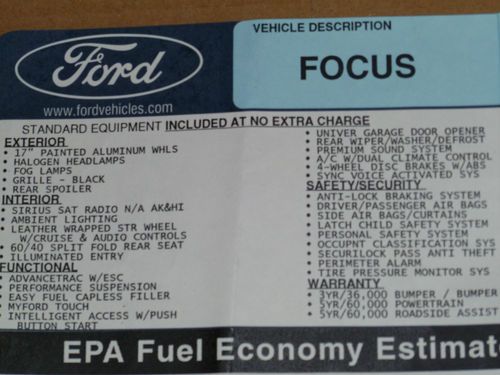 Ford
www.fordvehicles.com
VEHICLE DESCRIPTION
FOCUS
STANDARD EQUIPMENT INCLUDED AT NO EXTRA CHARGE
EXTERIOR
• 17" PAINTED ALUMINUM WHLS
• HALOGEN HEADLAMPS
• FOG LAMPS
• GRILLE - BLACK
• REAR SPOILER
INTERIOR
• SIRIUS SAT RADIO N/A AK&HI
• AMBIENT LIGHTING
• LEATHER WRAPPED STR WHEEL
W/CRUISE & AUDIO CONTROLS
• 60/40 SPLIT FOLD REAR SEAT
• ILLUMINATED ENTRY
FUNCTIONAL
• ADVANCETRAC W/ESC
• PERFORMANCE SUSPENSION
• EASY FUEL CAPLESS FILLER
• MYFORD TOUCH
• INTELLIGENT ACCESS W/PUSH
BUTTON START
• UNIVER GARAGE DOOR OPENER
• REAR WIPER/WASHER/DEFROST
• PREMIUM SOUND SYSTEM
• A/C W/DUAL CLIMATE CONTROL
• 4-WHEEL DISC BRAKES W/ABS
• SYNC VOICE ACTIVATED SYS
SAFETY/SECURITY
• ANTI-LOCK BRAKING SYSTEM
• DRIVER/PASSENGER AIR BAGS
• SIDE AIR BAGS/CURTAINS
• LATCH CHILD SAFETY SYSTEM
• PERSONAL SAFETY SYSTEM
• OCCUPNT CLASSIFICATION SYS
• SECURILOCK PASS ANTI THEFT
• PERIMETER ALARM
• TIRE PRESSURE MONITOR SYS
WARRANTY
• 3YR/36,000 BUMPER / BUMPER
• 5YR/60,000 POWERTRAIN
• 5YR/60,000 ROADSIDE ASSIST
EPA Fuel Economy Estimat